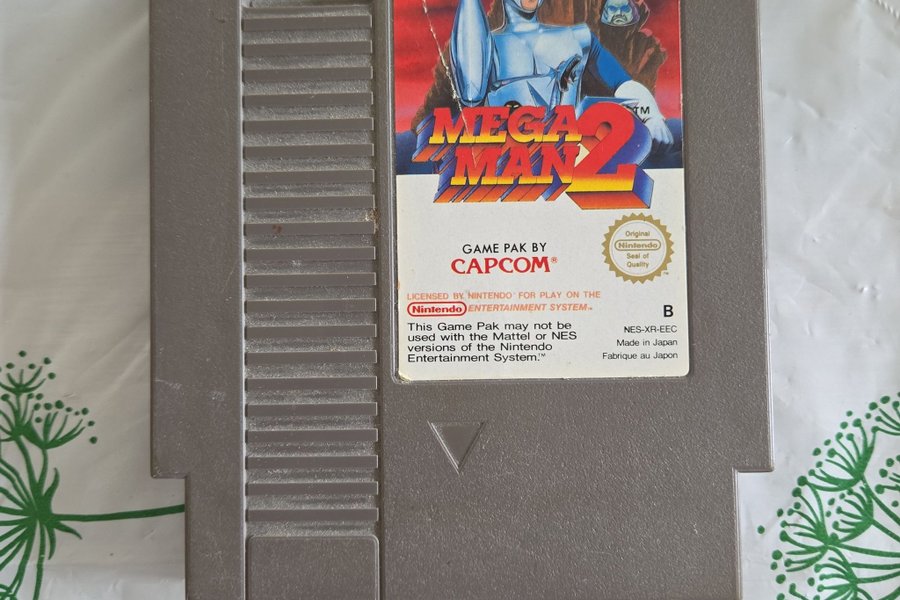 MEGA
MAN 2
TM
GAME PAK BY
CAPCOM®
Original
Nintendo
Seal of
Quality
LICENSED BY NINTENDO® FOR PLAY ON THE
Nintendo ENTERTAINMENT SYSTEM™
This Game Pak may not be
used with the Mattel or NES
versions of the Nintendo
Entertainment System.™
B
NES-XR-EEC
Made in Japan
Fabriqué au Japon